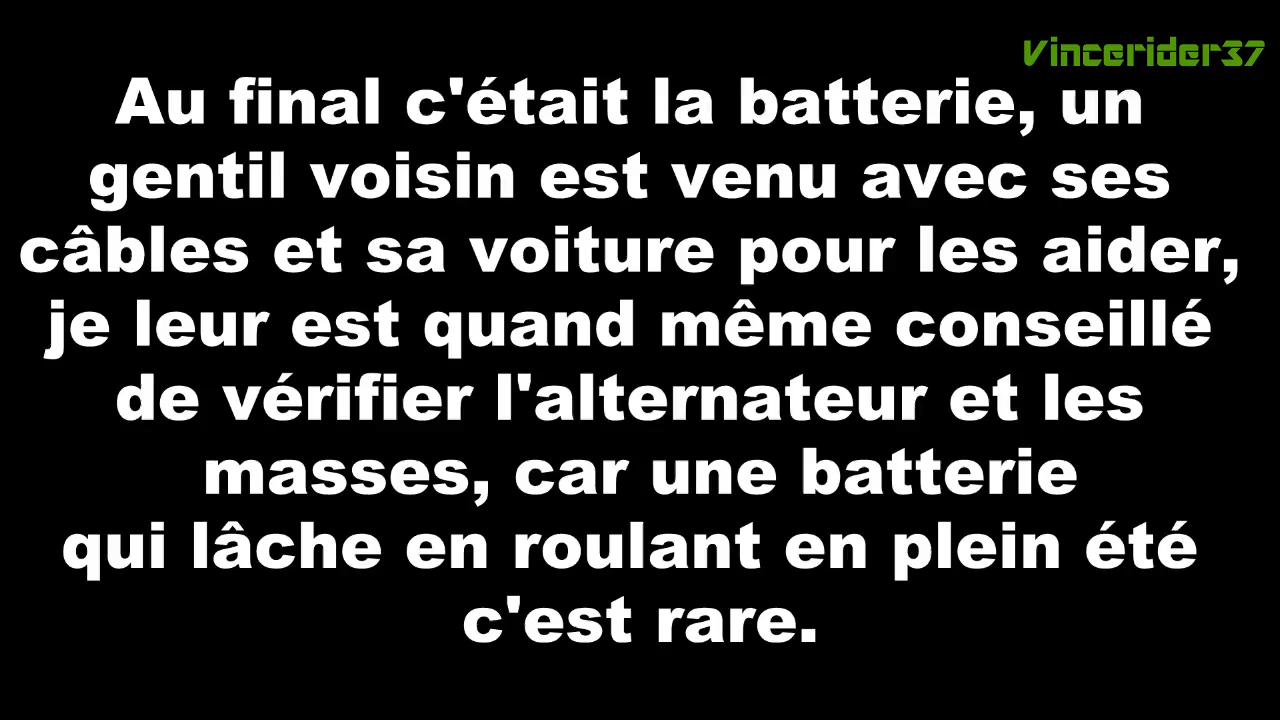 Vincerider37
Au final c'était la batterie, un
gentil voisin est venu avec ses
câbles et sa voiture pour les aider,
je leur est quand même conseillé
de vérifier l'alternateur et les
masses, car une batterie
qui lâche en roulant en plein été
c'est rare.